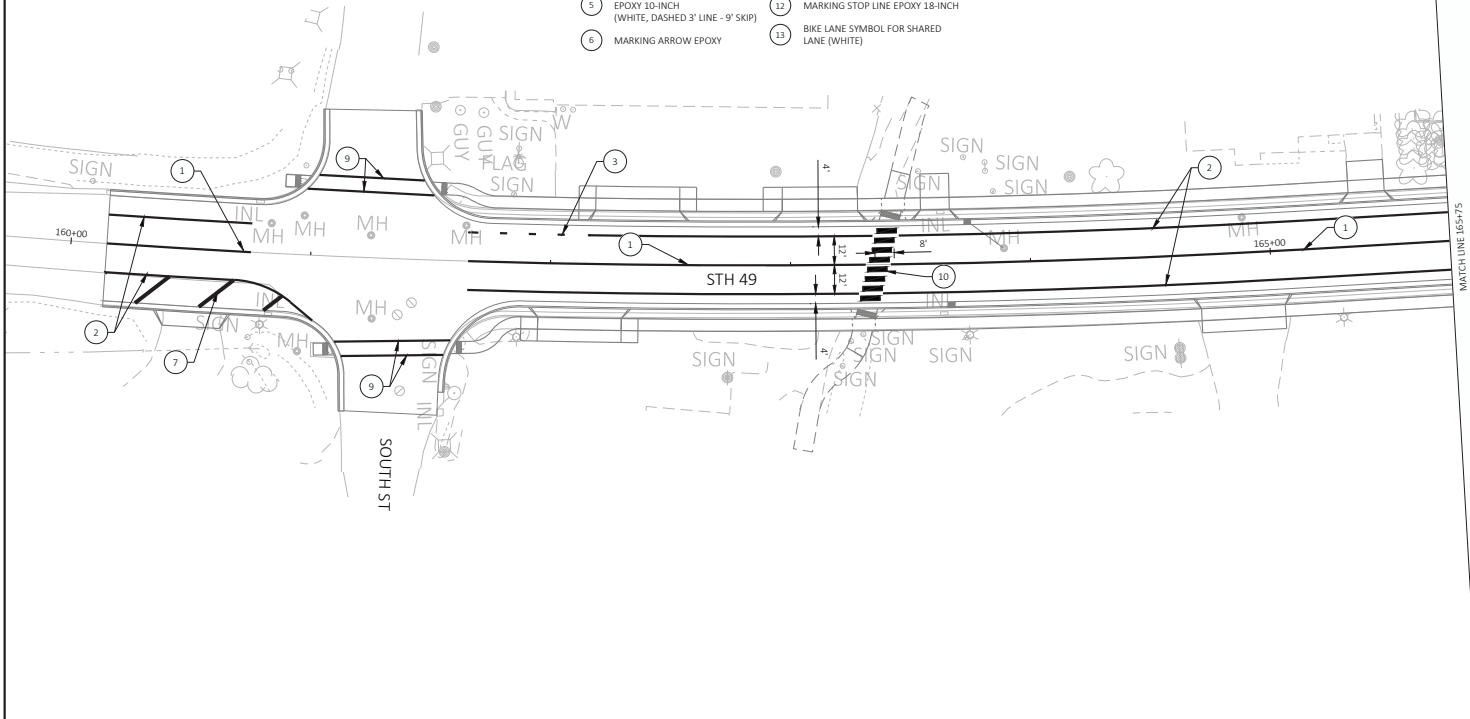 5 EPOXY 10-INCH
(WHITE, DASHED 3' LINE - 9' SKIP)
6 MARKING ARROW EPOXY
12 MARKING STOP LINE EPOXY 18-INCH
13 BIKE LANE SYMBOL FOR SHARED
LANE (WHITE)
GUY
GUY
SIGN
W
FLAG
SIGN
SIGN
9
1
3
2
4'
SIGN
SIGN
SIGN
INL
MH
MH
MH
MH
INL
MH
MH
160+00
1
12'
8'
165+00
1
MATCH LINE 165+75
STH 49
12'
10
INL
MH
INL
2
7
SIGN
MH
9
SIGN
INL
4'
SIGN
SIGN
SIGN
SIGN
SIGN
SIGN
SOUTH ST